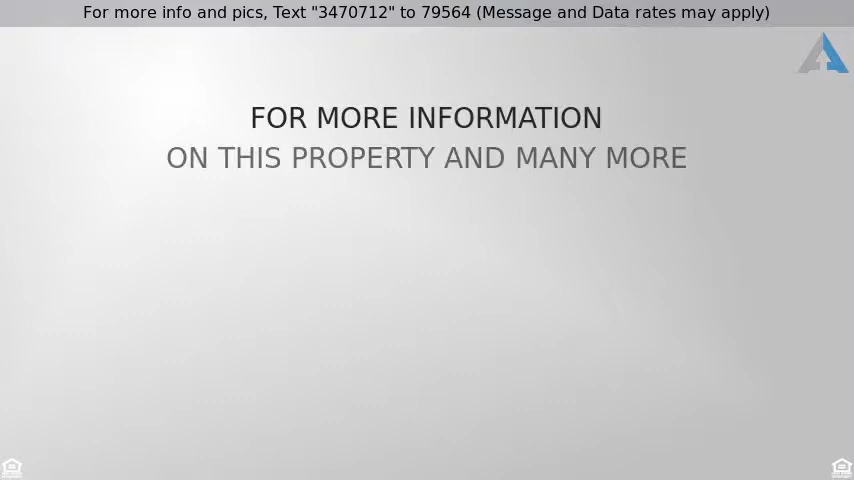 For more info and pics, Text "3470712" to 79564 (Message and Data rates may apply)
FOR MORE INFORMATION
ON THIS PROPERTY AND MANY MORE